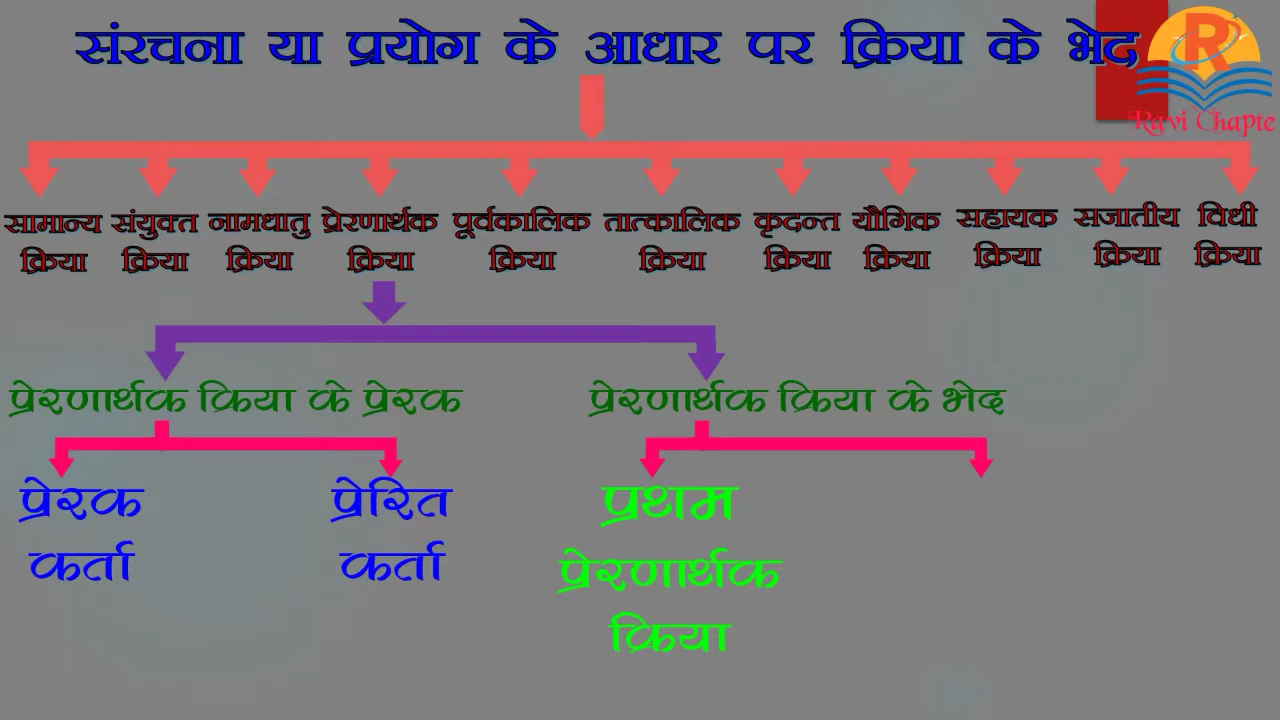 संरचना या प्रयोग के आधार पर क्रिया के भेद
R
Ravi Chapte
सामान्य संयुक्त नामधातु प्रेरणार्थक पूर्वकालिक तात्कालिक कृदन्त यौगिक सहायक सजातीय विधी
क्रिया क्रिया क्रिया क्रिया क्रिया क्रिया क्रिया क्रिया क्रिया क्रिया क्रिया
प्रेरणार्थक क्रिया के प्रेरक प्रेरणार्थक क्रिया के भेद
प्रेरक प्रेरित प्रथम
कर्ता कर्ता प्रेरणार्थक
क्रिया